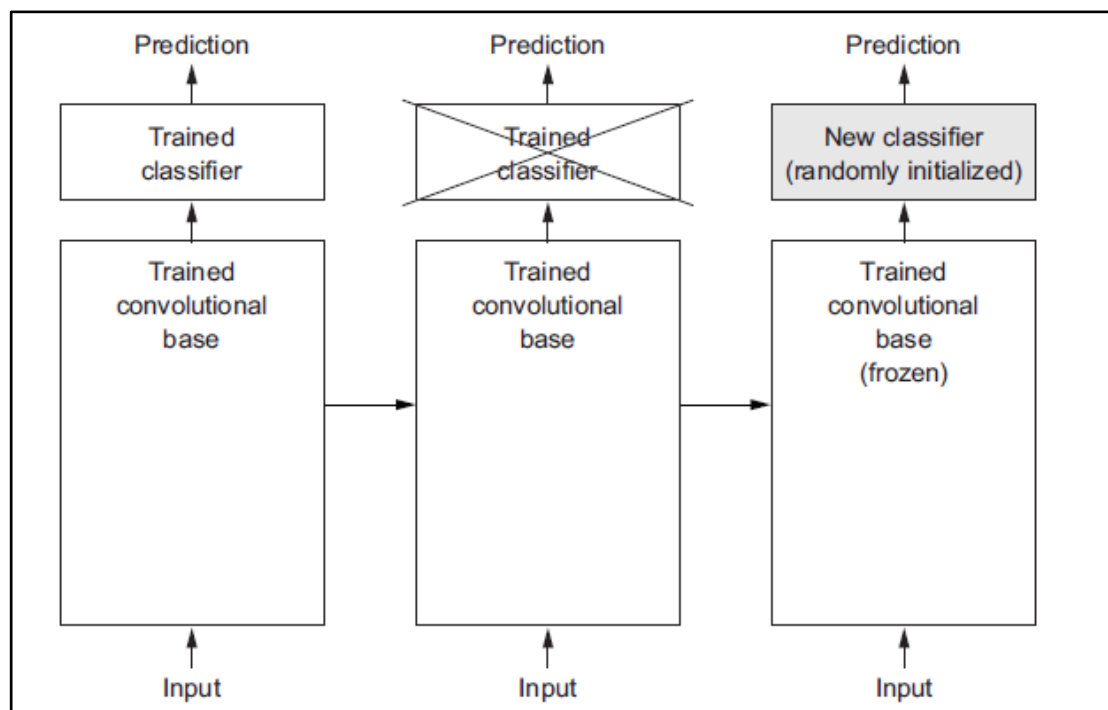 Prediction
Trained
classifier
Trained
convolutional
base
Input
Prediction
Trained
classifier
Trained
convolutional
base
Input
Prediction
New classifier
(randomly initialized)
Trained
convolutional
base
(frozen)
Input